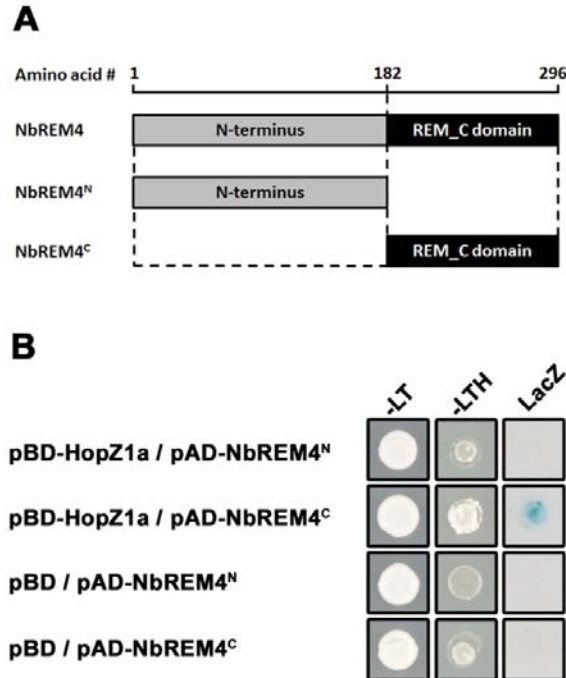 A
Amino acid # 1 182 296
NbREM4 N-terminus REM_C domain
NbREM4ᴺ N-terminus
NbREM4ᶜ REM_C domain
B
-LT -LTH LacZ
pBD-HopZ1a / pAD-NbREM4ᴺ
pBD-HopZ1a / pAD-NbREM4ᶜ
pBD / pAD-NbREM4ᴺ
pBD / pAD-NbREM4ᶜ